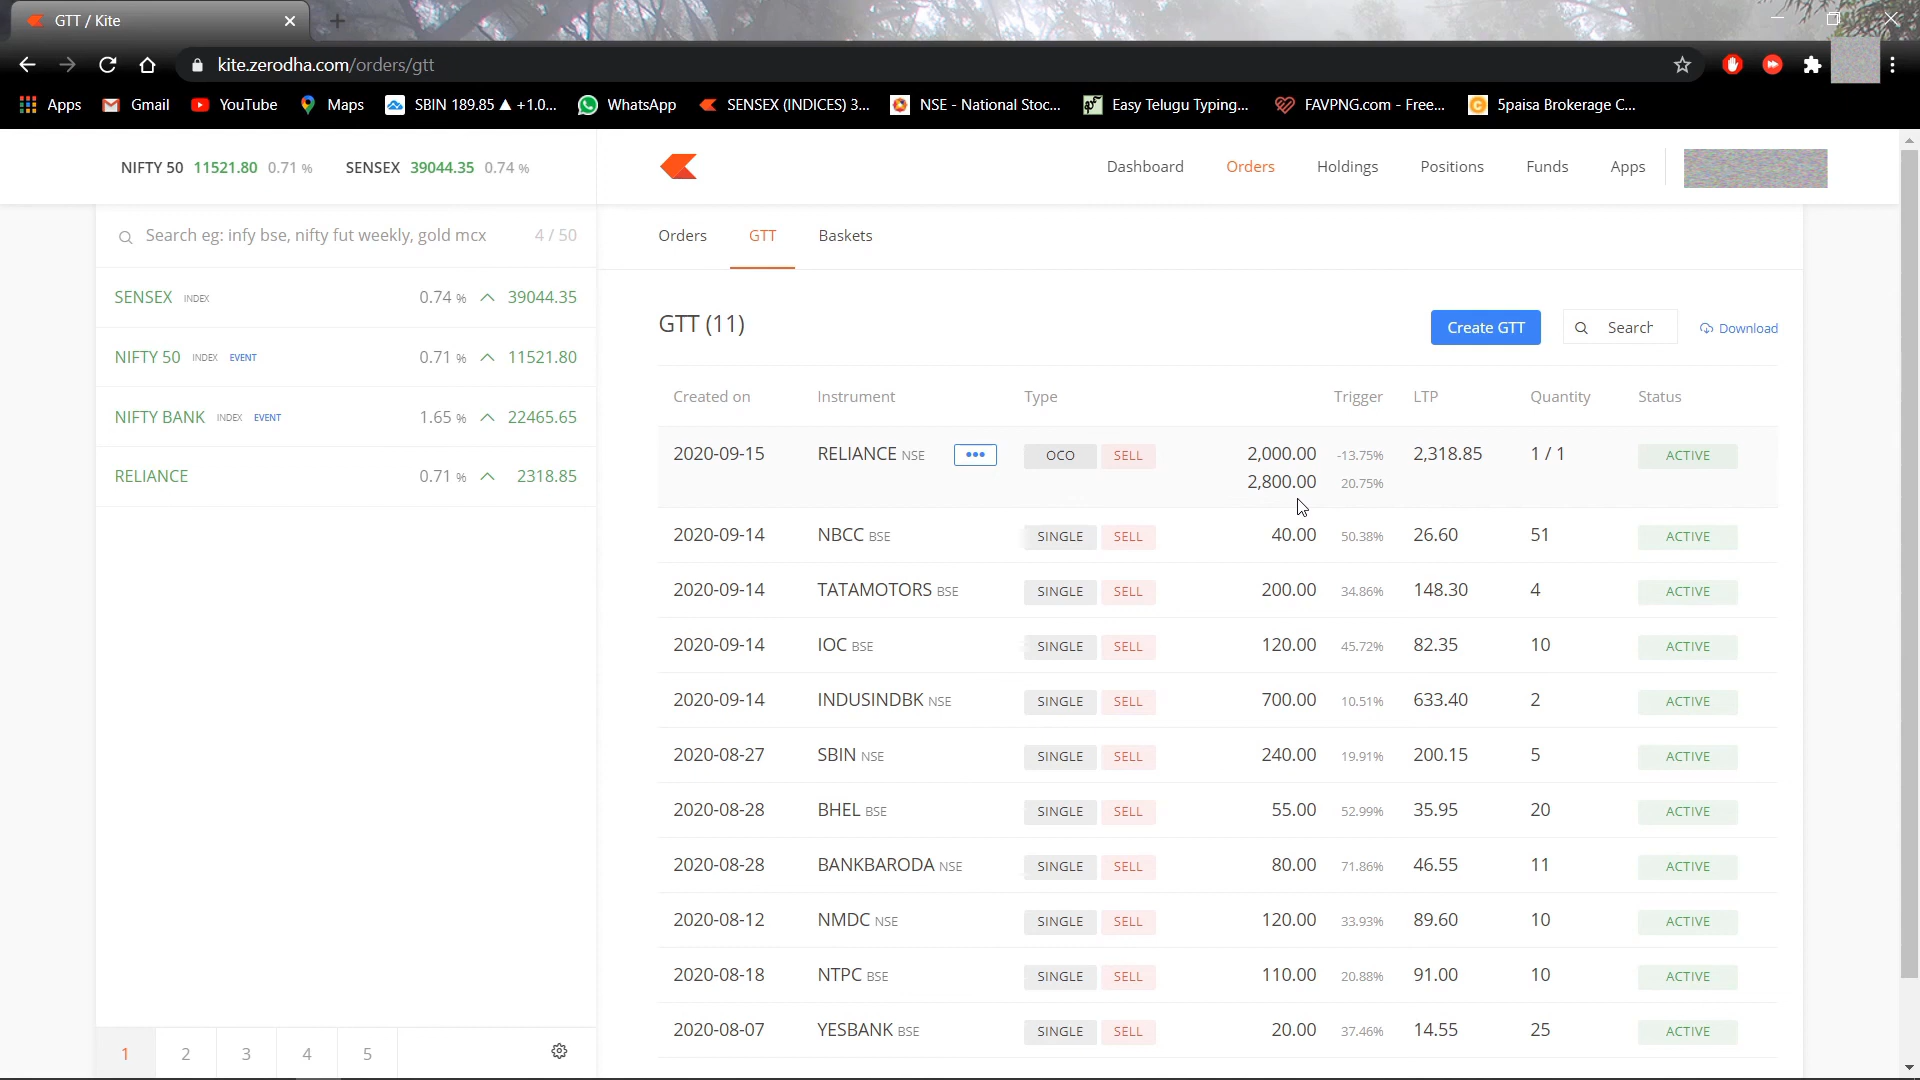 GTT / Kite
kite.zerodha.com/orders/gtt
Apps Gmail YouTube Maps SBIN 189.85 ▲ +1.0... WhatsApp SENSEX (INDICES) 3... NSE - National Stoc... Easy Telugu Typing... FAVPNG.com - Free... 5paisa Brokerage C...
NIFTY 50 11521.80 0.71 % SENSEX 39044.35 0.74 %
Dashboard Orders Holdings Positions Funds Apps
Search eg: infy bse, nifty fut weekly, gold mcx 4 / 50
SENSEX INDEX 0.74 % 39044.35
NIFTY 50 INDEX EVENT 0.71 % 11521.80
NIFTY BANK INDEX EVENT 1.65 % 22465.65
RELIANCE 0.71 % 2318.85
1 2 3 4 5
Orders GTT Baskets
GTT (11)
Create GTT Search Download
Created on Instrument Type Trigger LTP Quantity Status
2020-09-15 RELIANCE NSE OCO SELL 2,000.00 -13.75% 2,318.85 1 / 1 ACTIVE
2,800.00 20.75%
2020-09-14 NBCC BSE SINGLE SELL 40.00 50.38% 26.60 51 ACTIVE
2020-09-14 TATAMOTORS BSE SINGLE SELL 200.00 34.86% 148.30 4 ACTIVE
2020-09-14 IOC BSE SINGLE SELL 120.00 45.72% 82.35 10 ACTIVE
2020-09-14 INDUSINDBK NSE SINGLE SELL 700.00 10.51% 633.40 2 ACTIVE
2020-08-27 SBIN NSE SINGLE SELL 240.00 19.91% 200.15 5 ACTIVE
2020-08-28 BHEL BSE SINGLE SELL 55.00 52.99% 35.95 20 ACTIVE
2020-08-28 BANKBARODA NSE SINGLE SELL 80.00 71.86% 46.55 11 ACTIVE
2020-08-12 NMDC NSE SINGLE SELL 120.00 33.93% 89.60 10 ACTIVE
2020-08-18 NTPC BSE SINGLE SELL 110.00 20.88% 91.00 10 ACTIVE
2020-08-07 YESBANK BSE SINGLE SELL 20.00 37.46% 14.55 25 ACTIVE